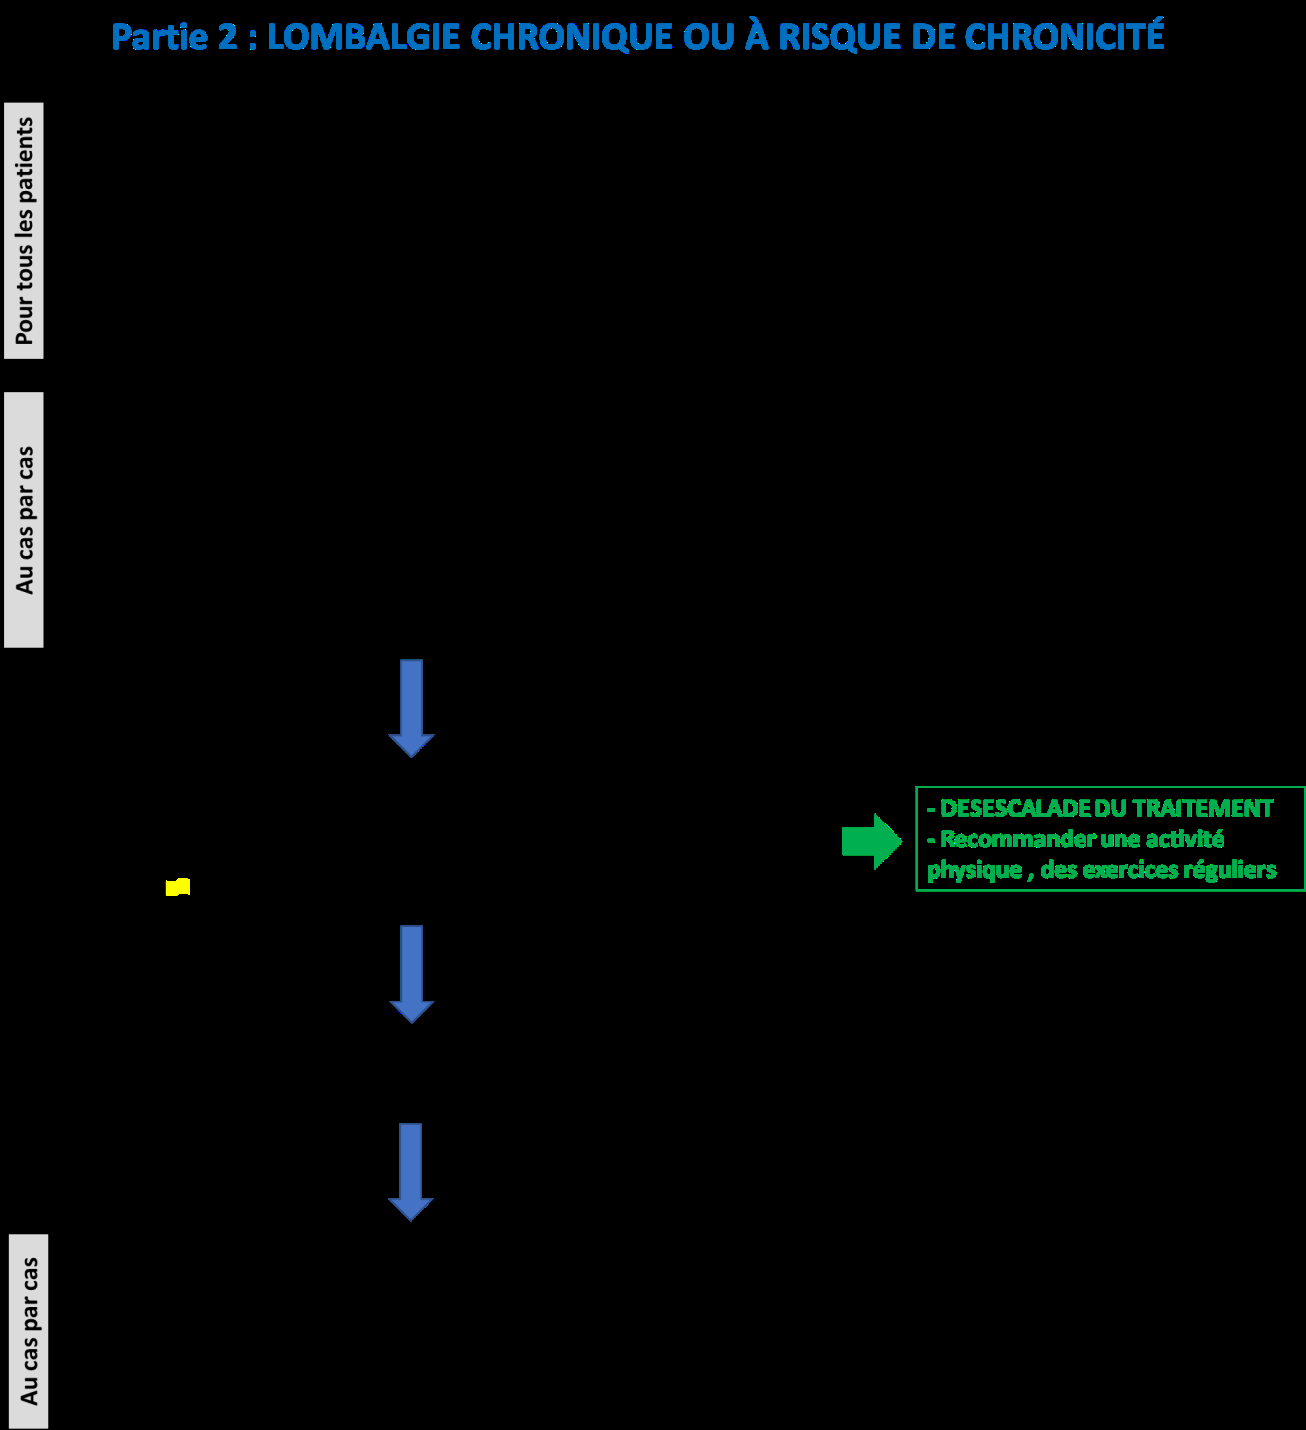 Partie 2 : LOMBALGIE CHRONIQUE OU À RISQUE DE CHRONICITÉ
Pour tous les patients
Au cas par cas
- DESESCALADE DU TRAITEMENT
- Recommander une activité
physique , des exercices réguliers
Au cas par cas